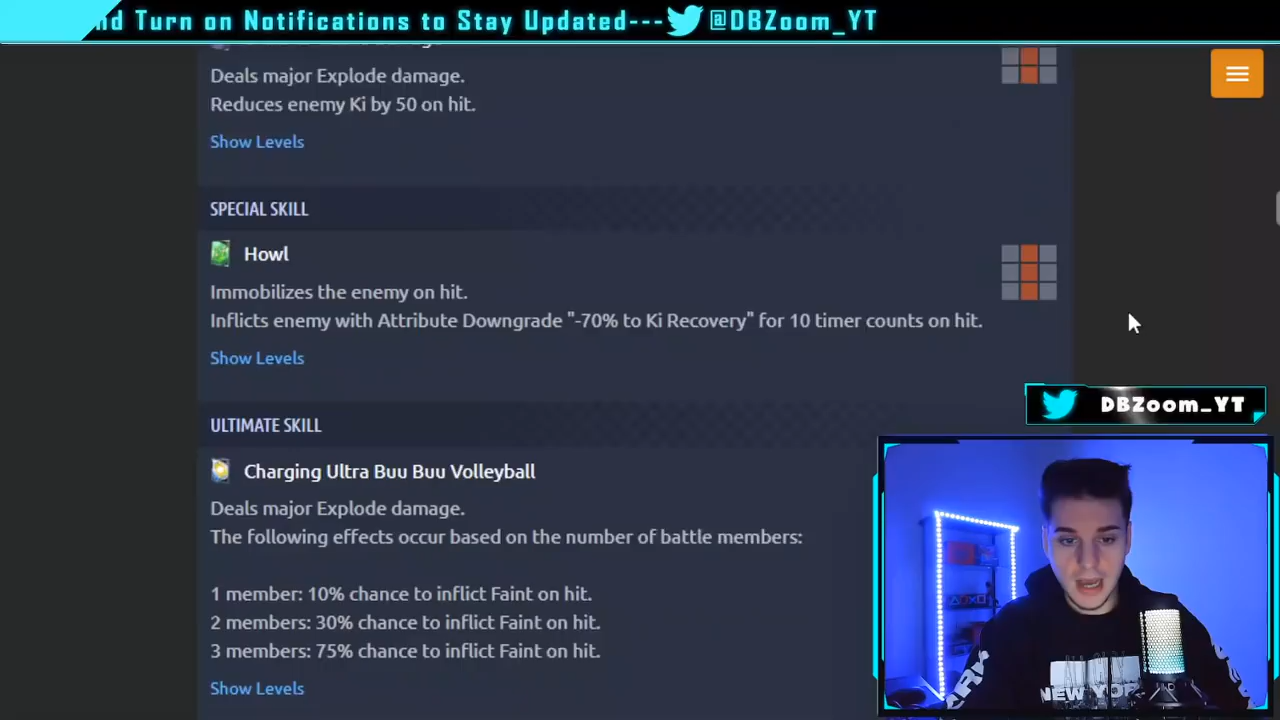 nd Turn on Notifications to Stay Updated--- @DBZoom_YT
Deals major Explode damage.
Reduces enemy Ki by 50 on hit.
Show Levels
SPECIAL SKILL
Howl
Immobilizes the enemy on hit.
Inflicts enemy with Attribute Downgrade "-70% to Ki Recovery" for 10 timer counts on hit.
Show Levels
DBZoom_YT
ULTIMATE SKILL
Charging Ultra Buu Buu Volleyball
Deals major Explode damage.
The following effects occur based on the number of battle members:
1 member: 10% chance to inflict Faint on hit.
2 members: 30% chance to inflict Faint on hit.
3 members: 75% chance to inflict Faint on hit.
Show Levels
NEW YORK